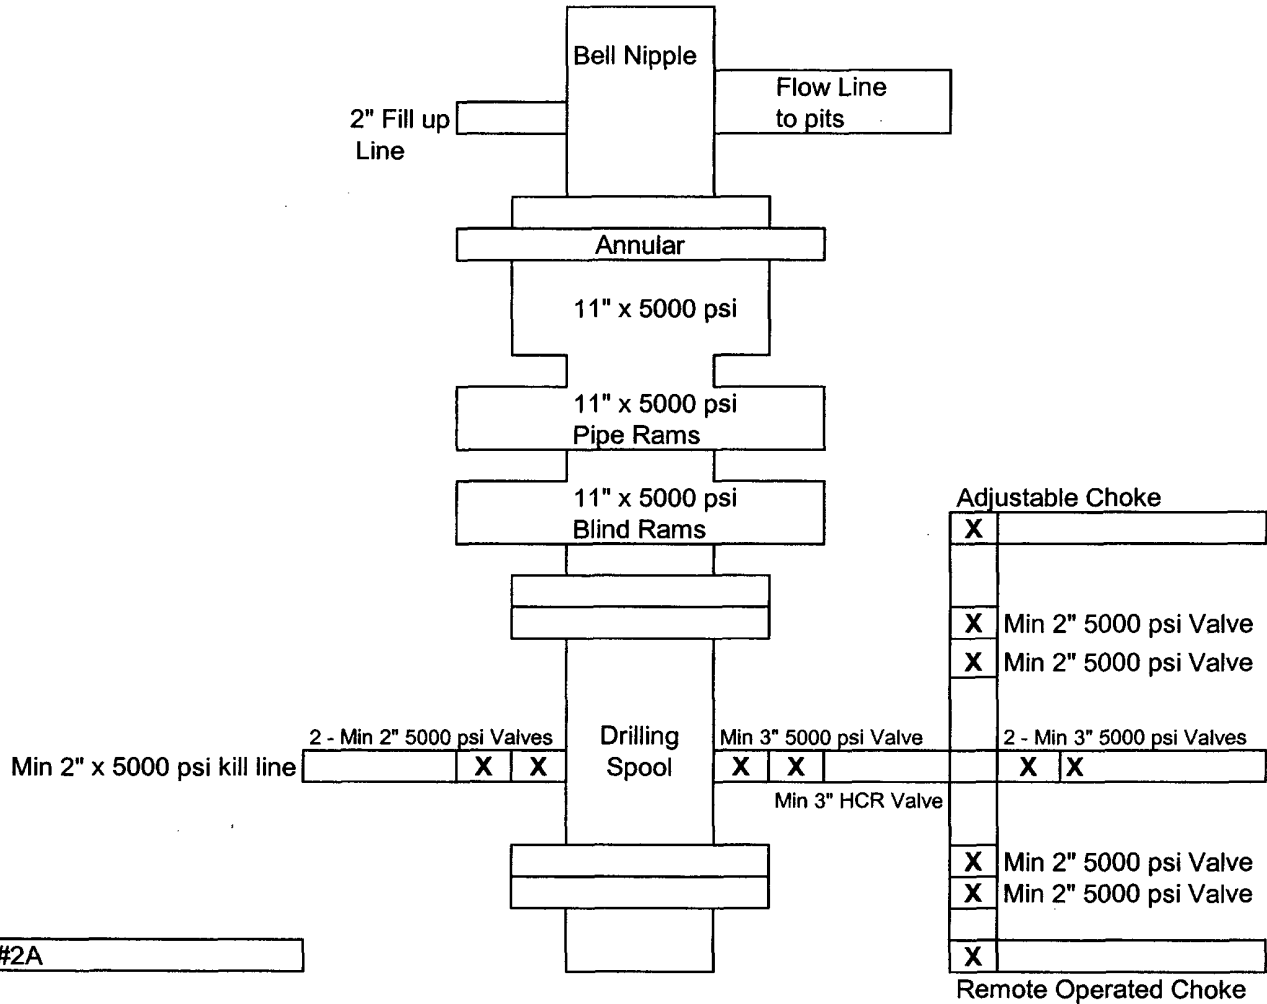 Bell Nipple
Flow Line
to pits
2" Fill up
Line
Annular
11" x 5000 psi
11" x 5000 psi
Pipe Rams
11" x 5000 psi
Blind Rams
Adjustable Choke
X
X Min 2" 5000 psi Valve
X Min 2" 5000 psi Valve
2 - Min 2" 5000 psi Valves
Drilling
Spool
Min 3" 5000 psi Valve
2 - Min 3" 5000 psi Valves
Min 2" x 5000 psi kill line
X X
X X
X X
Min 3" HCR Valve
X Min 2" 5000 psi Valve
X Min 2" 5000 psi Valve
#2A
X
Remote Operated Choke